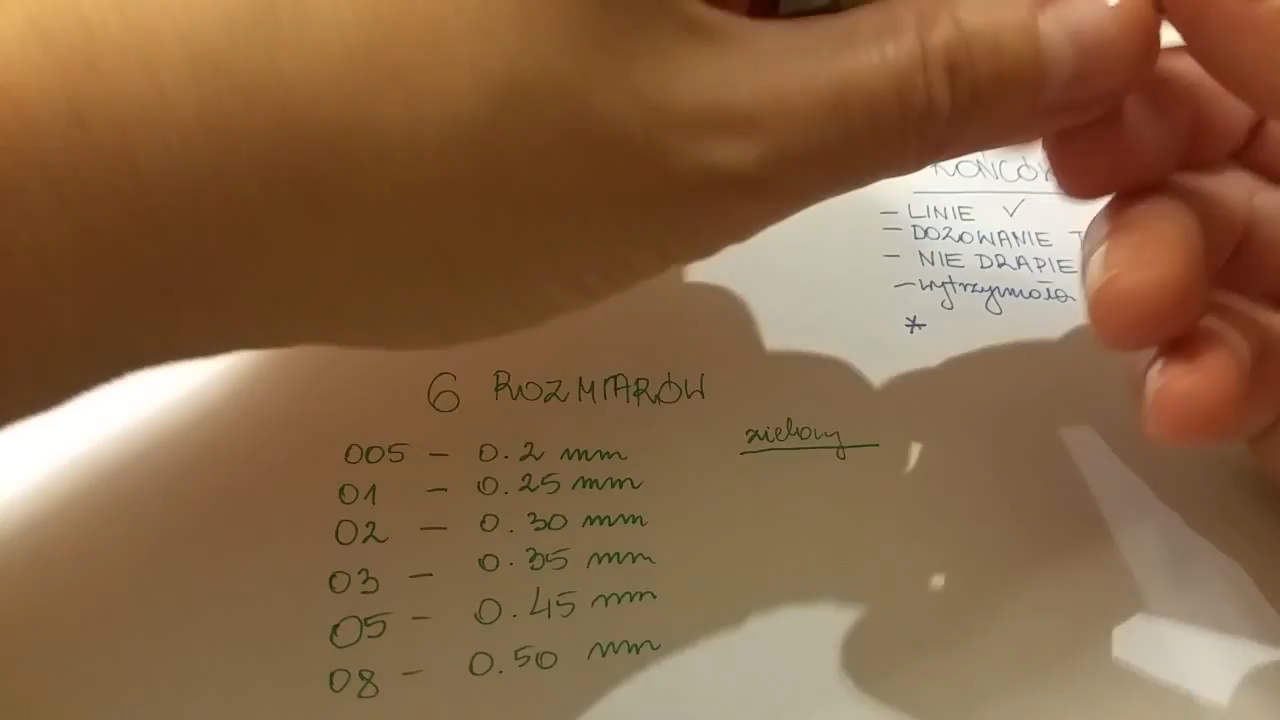 KOŃCÓW
- LINIE ✓
- DOZOWANIE
- NIE DRAPIE
- wytrzymała
*
6 ROZMIARÓW
zielony
005 - 0.2 mm
01 - 0.25 mm
02 - 0.30 mm
03 - 0.35 mm
05 - 0.45 mm
08 - 0.50 mm